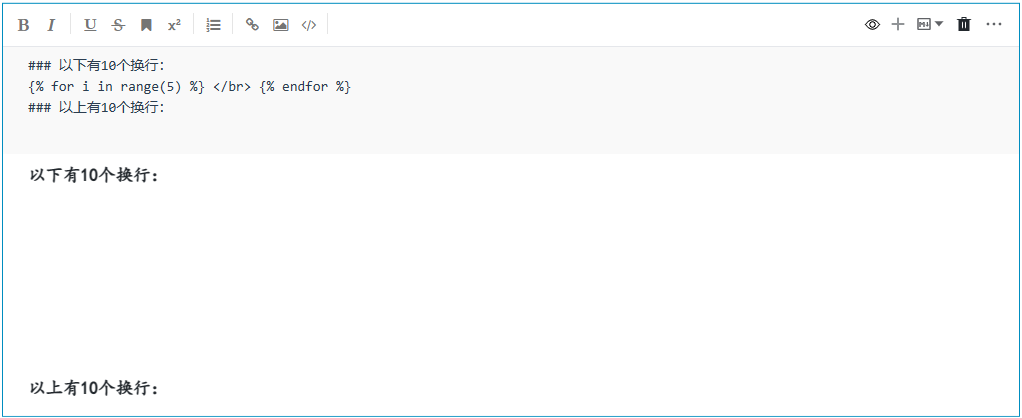 B I U S x²
### 以下有10个换行：
{% for i in range(5) %} </br> {% endfor %}
### 以上有10个换行：
以下有10个换行：
以上有10个换行：